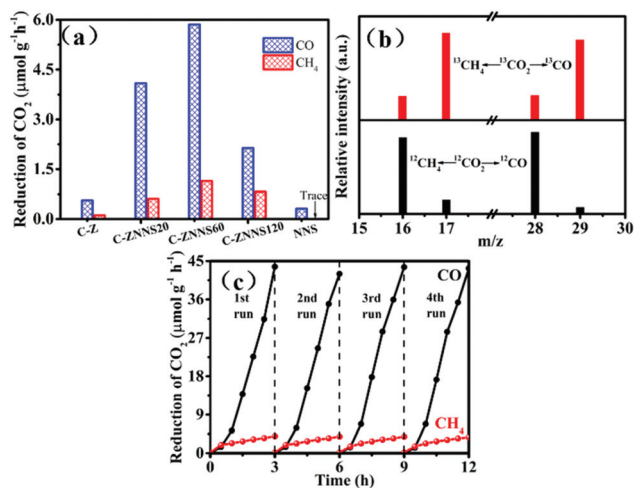 (a)
CO
CH₄
Reduction of CO₂ (μmol g⁻¹h⁻¹)
6.0
4.5
3.0
1.5
0.0
Trace
C-Z
C-ZNNS20
C-ZNNS60
C-ZNNS120
NNS
(b)
Relative intensity (a.u.)
¹³CH₄←¹³CO₂→¹³CO
¹²CH₄←¹²CO₂→¹²CO
15 16 17 28 29 30
m/z
(c)
Reduction of CO₂ (μmol g⁻¹ h⁻¹)
45
36
27
18
9
0
1st run
2nd run
3rd run
4th run
CO
CH₄
0 3 6 9 12
Time (h)